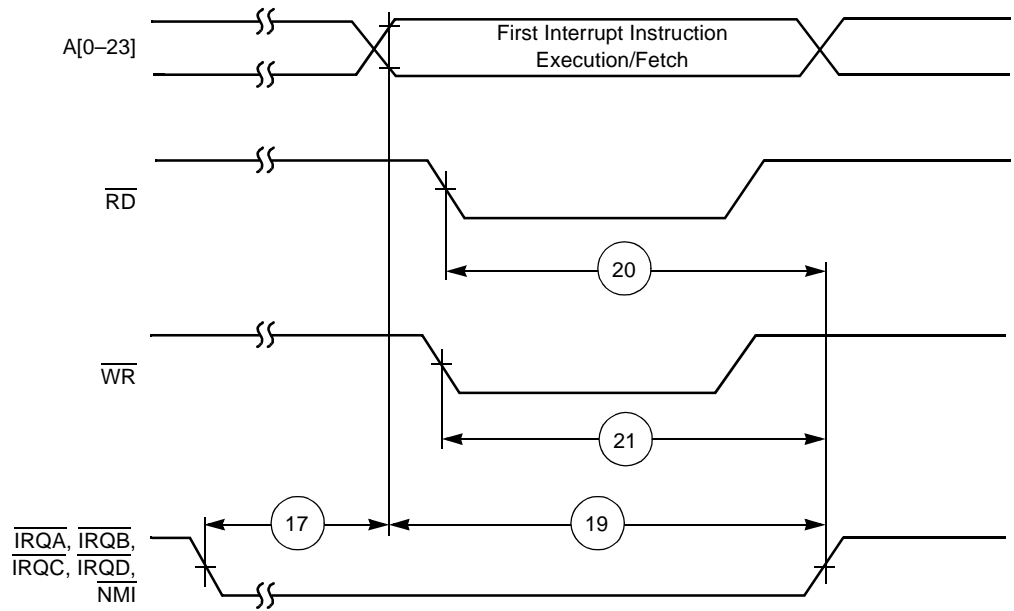 A[0–23]
First Interrupt Instruction
Execution/Fetch
RD
20
WR
21
17
19
IRQA, IRQB,
IRQC, IRQD,
NMI